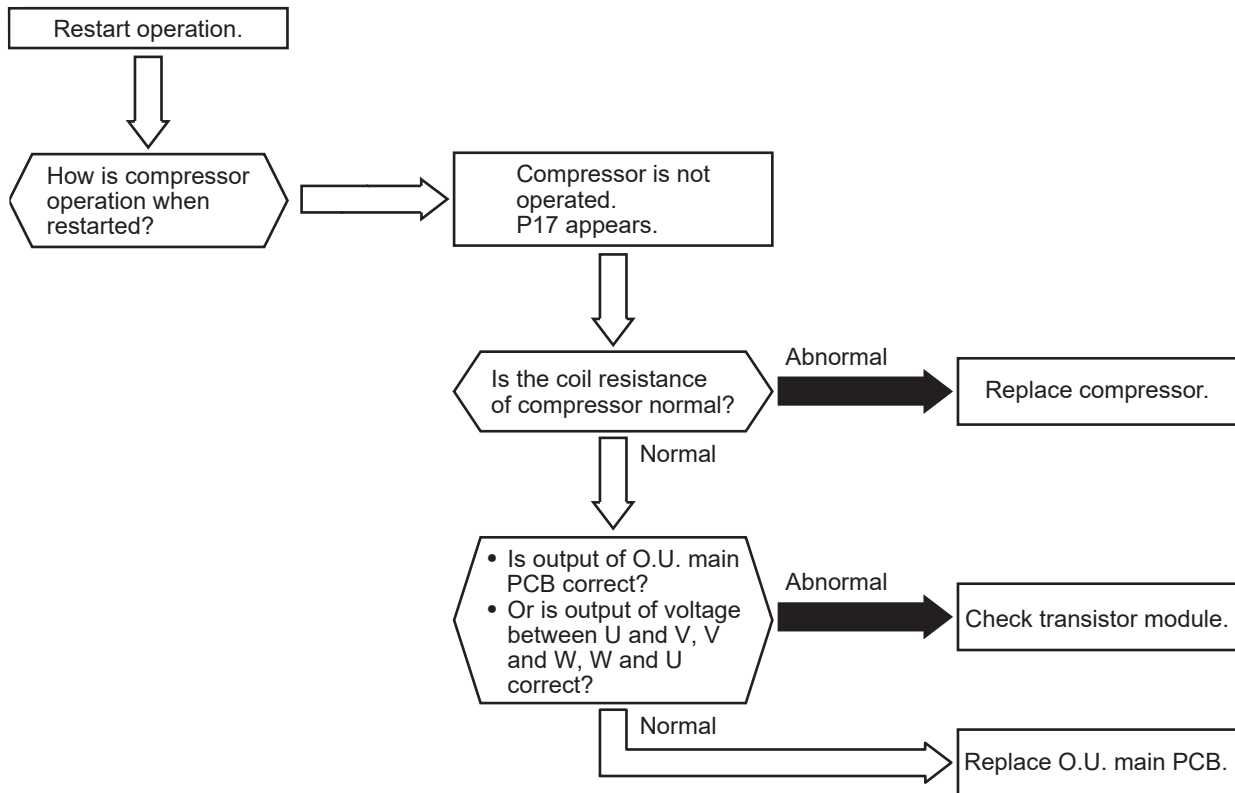 Restart operation.
How is compressor
operation when
restarted?
Compressor is not
operated.
P17 appears.
Is the coil resistance
of compressor normal?
Abnormal
Replace compressor.
Normal
• Is output of O.U. main
PCB correct?
• Or is output of voltage
between U and V, V
and W, W and U
correct?
Abnormal
Check transistor module.
Normal
Replace O.U. main PCB.